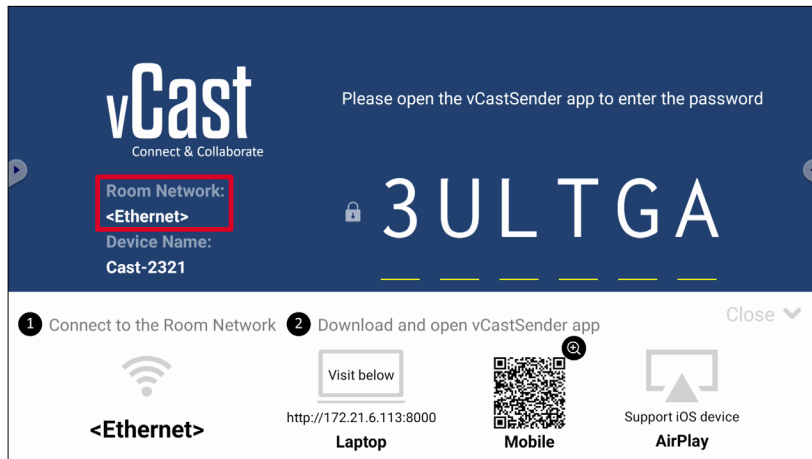 vCast
Connect & Collaborate
Please open the vCastSender app to enter the password
Room Network:
<Ethernet>
Device Name:
Cast-2321
3ULTGA
1 Connect to the Room Network
2 Download and open vCastSender app
Close
<Ethernet>
Visit below
http://172.21.6.113:8000
Laptop
Mobile
Support iOS device
AirPlay